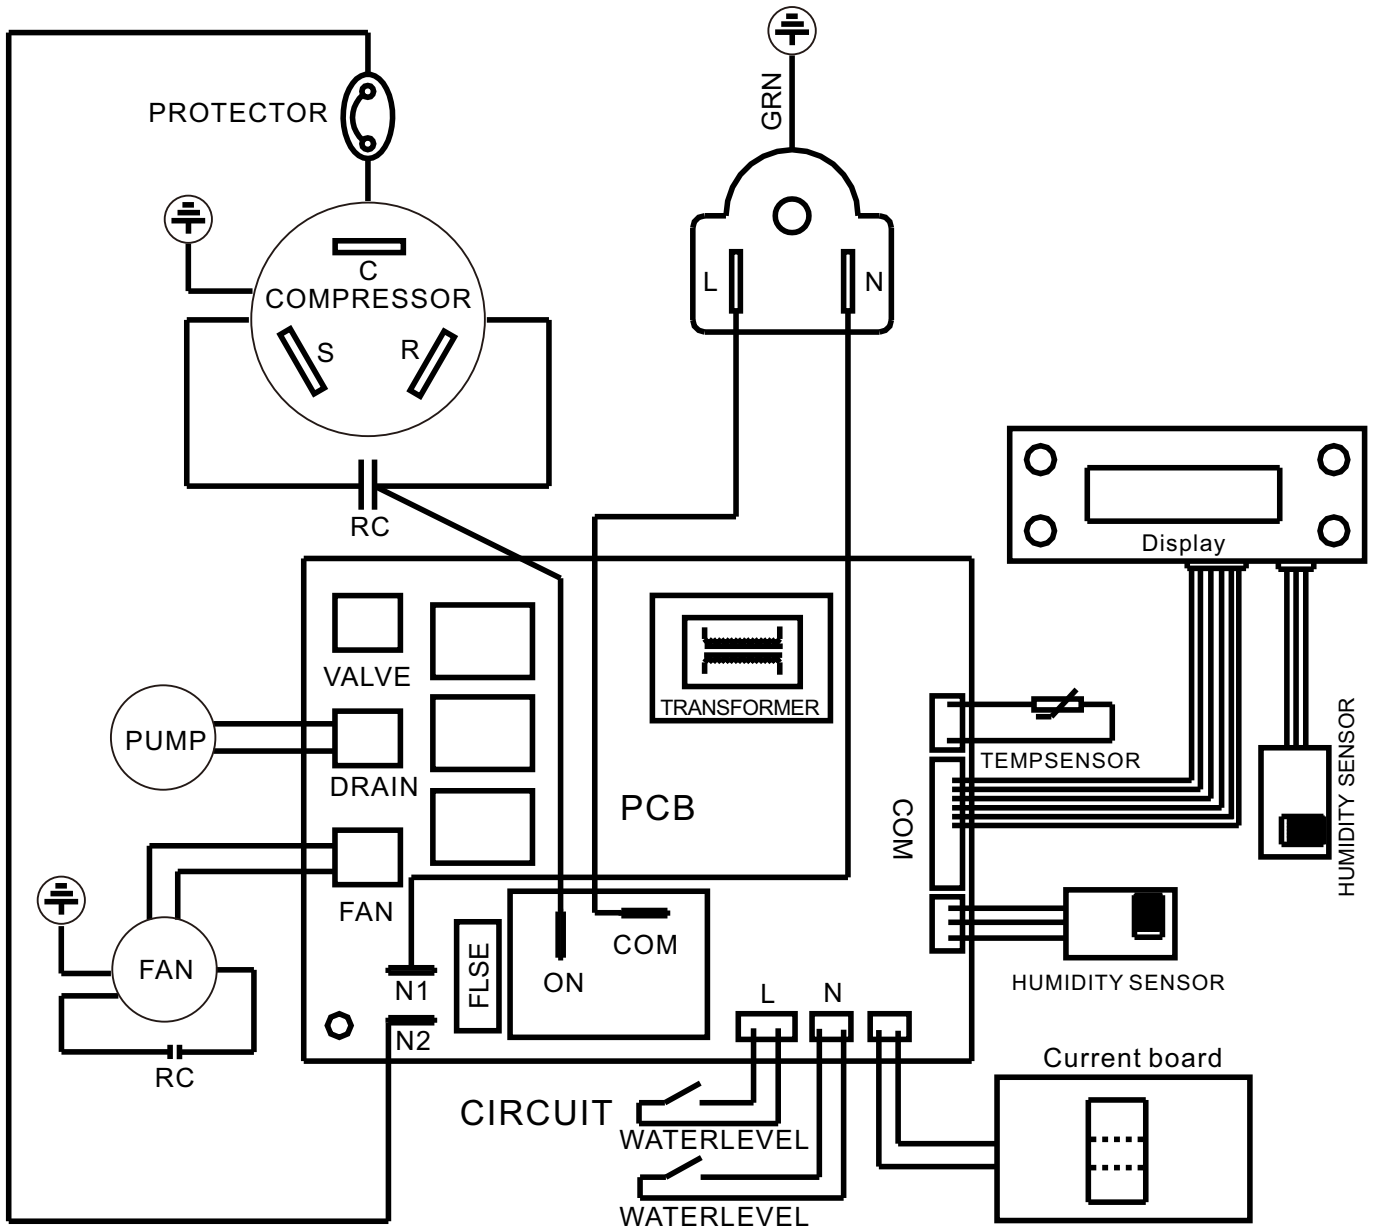 GRN
PROTECTOR
C
COMPRESSOR
S
R
RC
L
N
Display
VALVE
TRANSFORMER
PUMP
DRAIN
PCB
TEMPSENSOR
HUMIDITY SENSOR
COM
FAN
FAN
FLSE
COM
ON
N1
N2
HUMIDITY SENSOR
L
N
RC
Current board
CIRCUIT
WATERLEVEL
WATERLEVEL